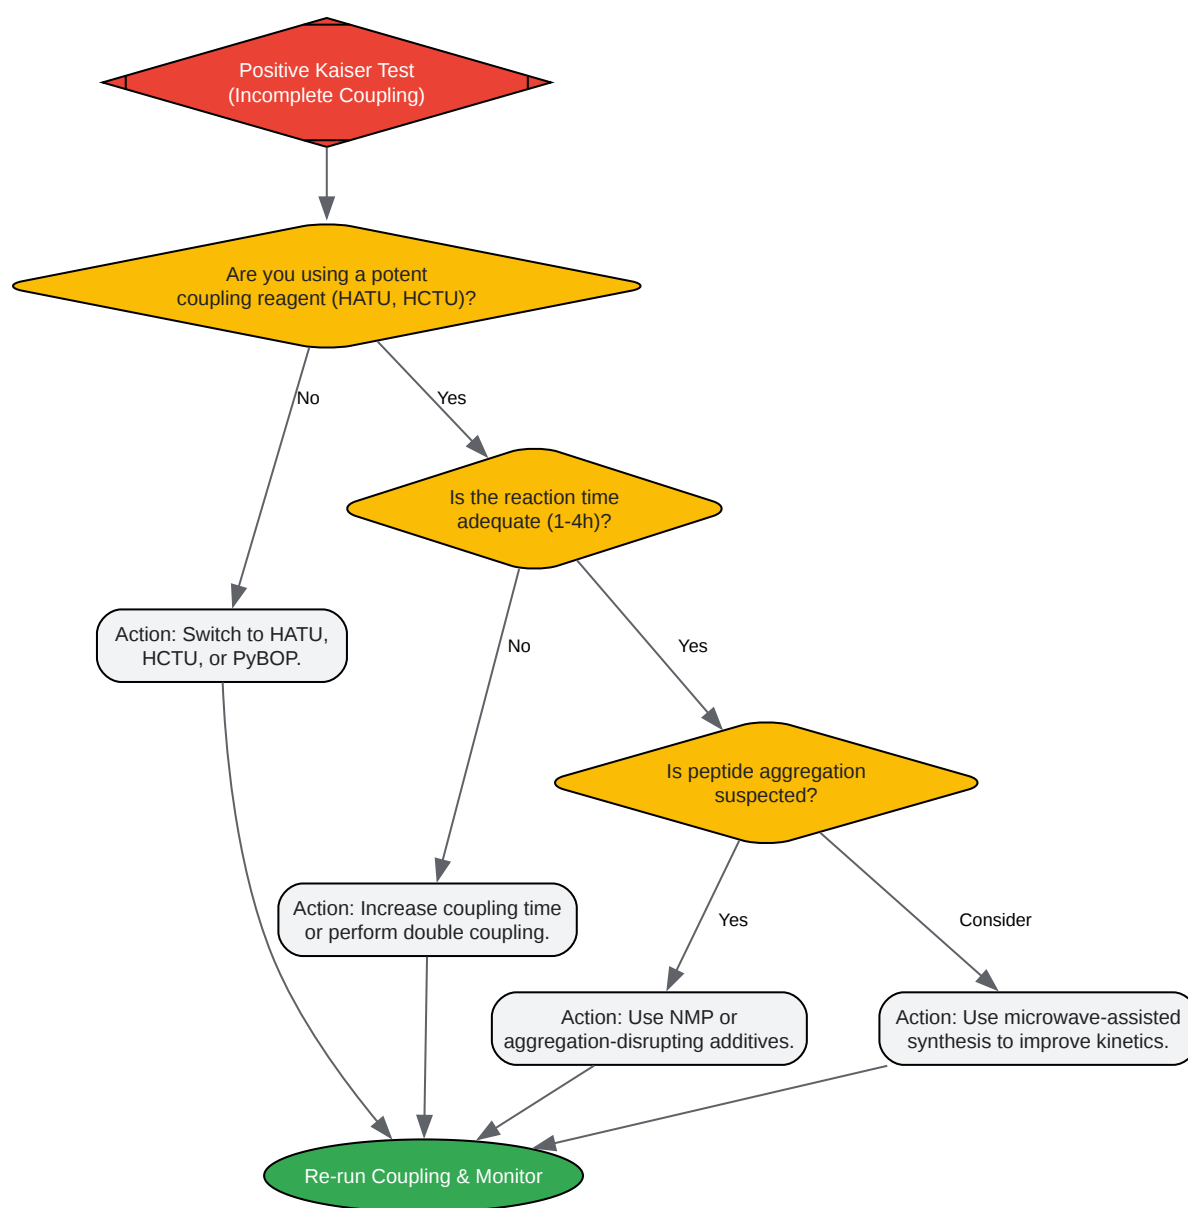 Positive Kaiser Test
(Incomplete Coupling)
Are you using a potent
coupling reagent (HATU, HCTU)?
No
Yes
Is the reaction time
adequate (1-4h)?
Action: Switch to HATU,
HCTU, or PyBOP.
No
Yes
Is peptide aggregation
suspected?
Action: Increase coupling time
or perform double coupling.
Yes
Consider
Action: Use NMP or
aggregation-disrupting additives.
Action: Use microwave-assisted
synthesis to improve kinetics.
Re-run Coupling & Monitor